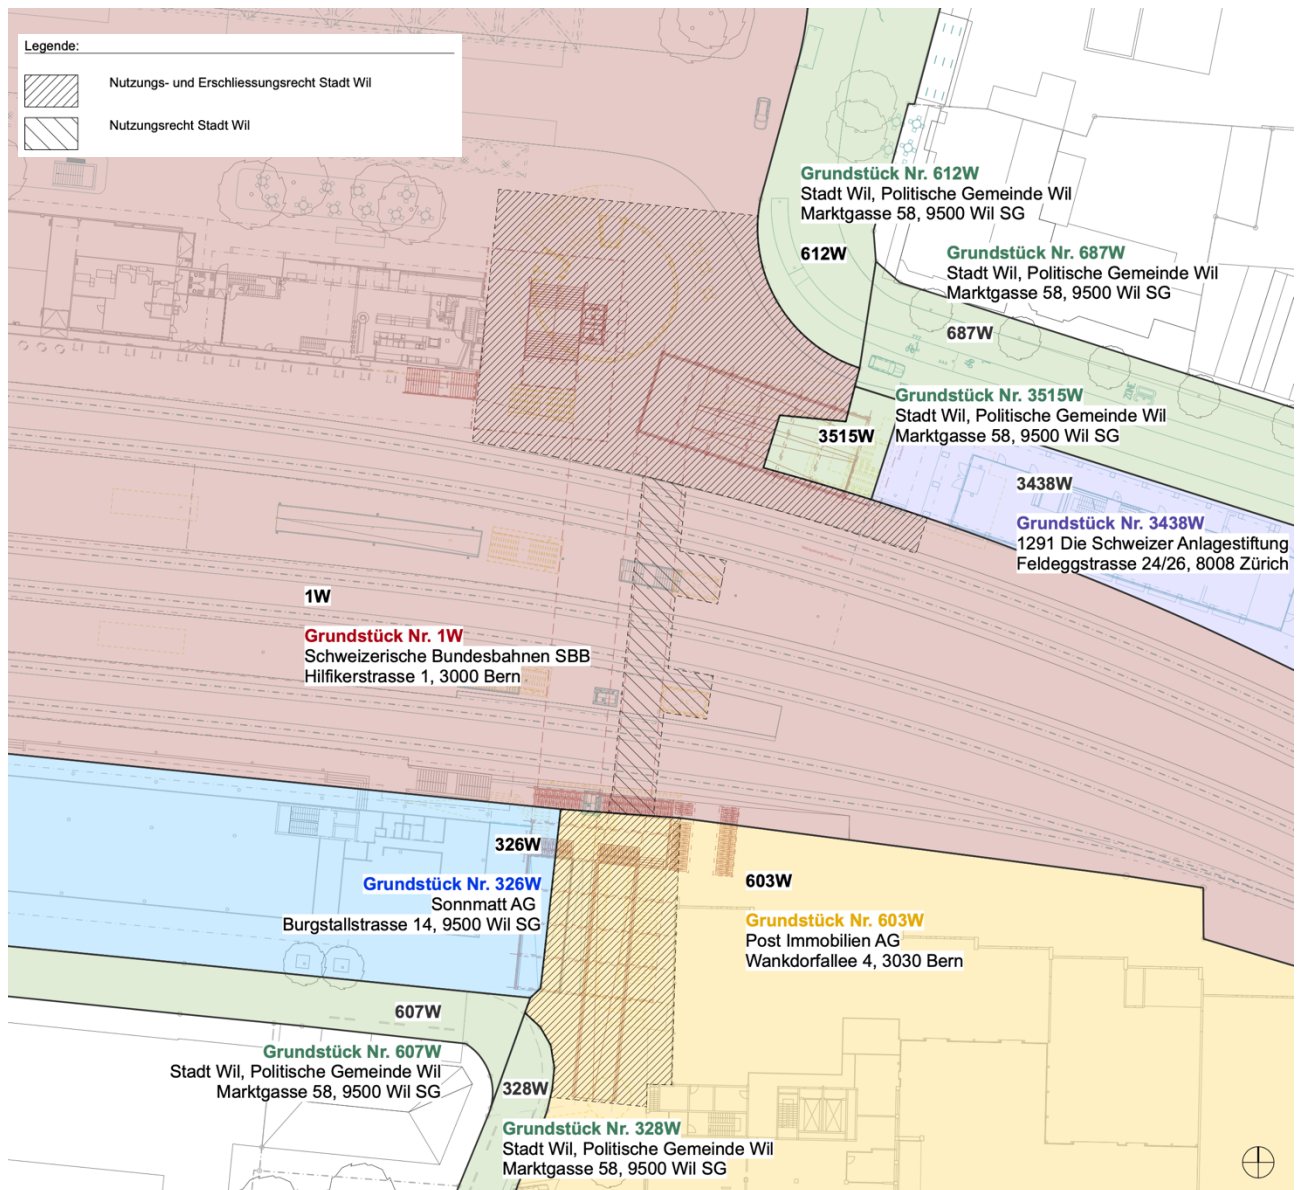 Legende:
Nutzungs- und Erschliessungsrecht Stadt Wil
Nutzungsrecht Stadt Wil
Grundstück Nr. 612W
Stadt Wil, Politische Gemeinde Wil
Marktgasse 58, 9500 Wil SG
612W
Grundstück Nr. 687W
Stadt Wil, Politische Gemeinde Wil
Marktgasse 58, 9500 Wil SG
687W
Grundstück Nr. 3515W
Stadt Wil, Politische Gemeinde Wil
Marktgasse 58, 9500 Wil SG
3515W
3438W
Grundstück Nr. 3438W
1291 Die Schweizer Anlagestiftung
Feldeggstrasse 24/26, 8008 Zürich
1W
Grundstück Nr. 1W
Schweizerische Bundesbahnen SBB
Hilfikerstrasse 1, 3000 Bern
326W
Grundstück Nr. 326W
Sonnmatt AG
Burgstallstrasse 14, 9500 Wil SG
603W
Grundstück Nr. 603W
Post Immobilien AG
Wankdorfallee 4, 3030 Bern
607W
Grundstück Nr. 607W
Stadt Wil, Politische Gemeinde Wil
Marktgasse 58, 9500 Wil SG
328W
Grundstück Nr. 328W
Stadt Wil, Politische Gemeinde Wil
Marktgasse 58, 9500 Wil SG